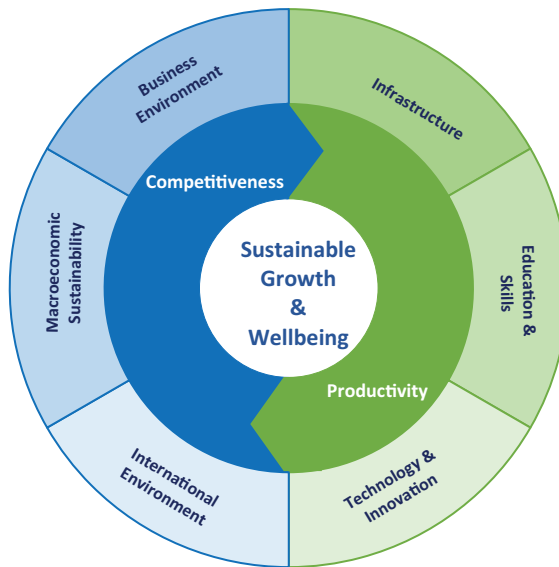 Business
Environment
Infrastructure
Competitiveness
Macroeconomic
Sustainability
Sustainable
Growth
&
Wellbeing
Education &
Skills
Productivity
International
Environment
Technology &
Innovation